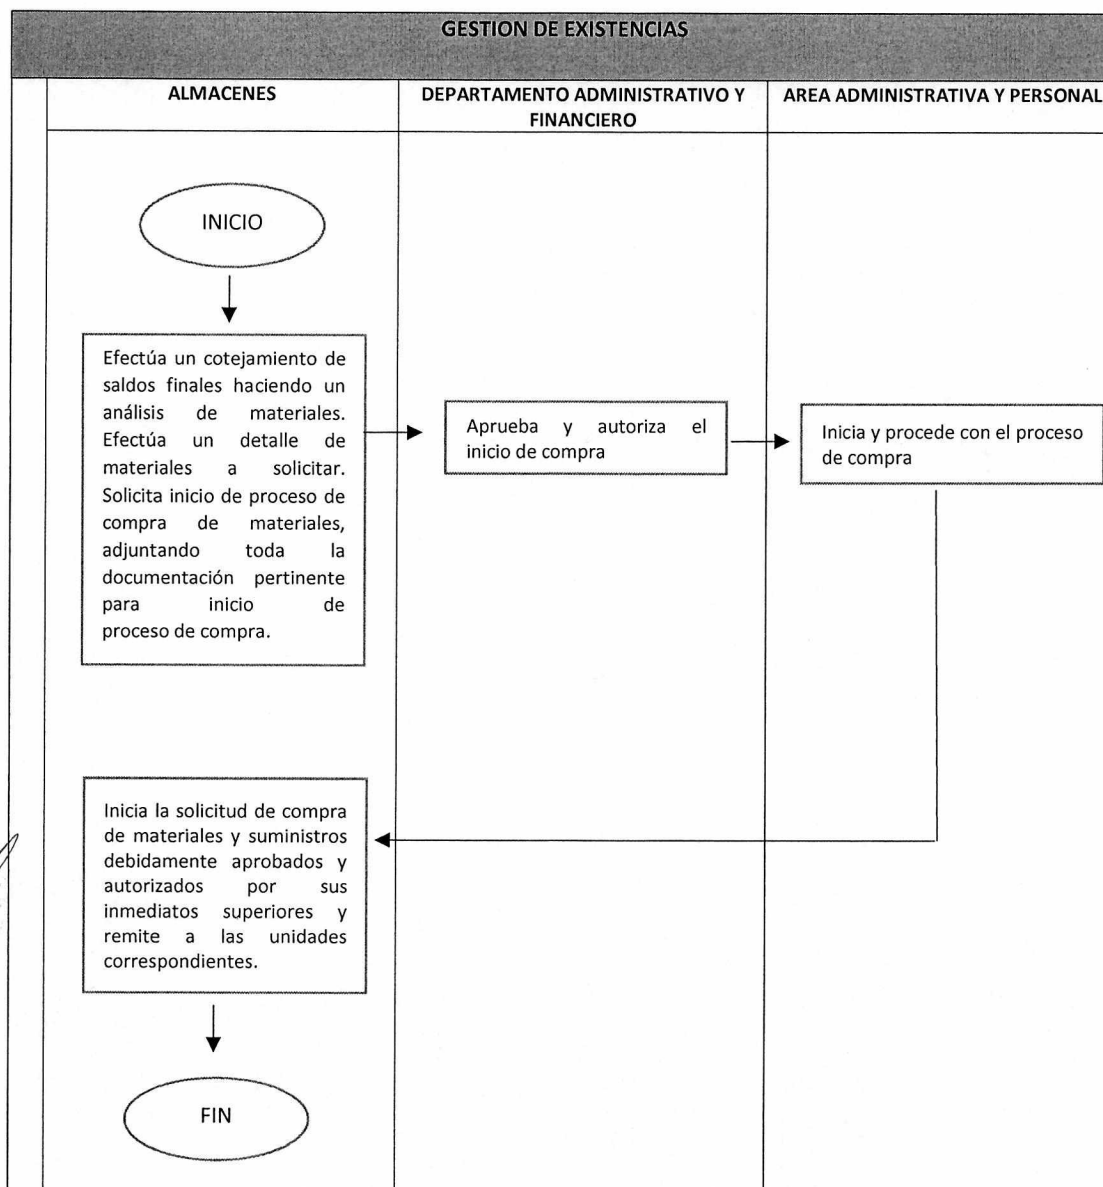 GESTION DE EXISTENCIAS
ALMACENES
DEPARTAMENTO ADMINISTRATIVO Y
FINANCIERO
AREA ADMINISTRATIVA Y PERSONAL
INICIO
Efectúa un cotejamiento de
saldos finales haciendo un
análisis de materiales.
Efectúa un detalle de
materiales a solicitar.
Solicita inicio de proceso de
compra de materiales,
adjuntando toda la
documentación pertinente
para inicio de
proceso de compra.
Aprueba y autoriza el
inicio de compra
Inicia y procede con el proceso
de compra
Inicia la solicitud de compra
de materiales y suministros
debidamente aprobados y
autorizados por sus
inmediatos superiores y
remite a las unidades
correspondientes.
FIN